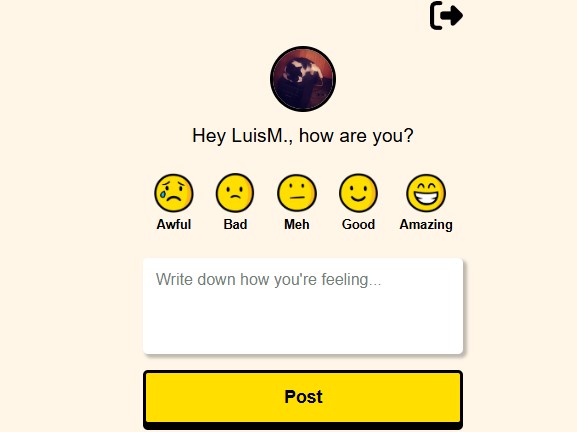 Hey LuisM., how are you?
Awful Bad Meh Good Amazing
Write down how you're feeling...
Post